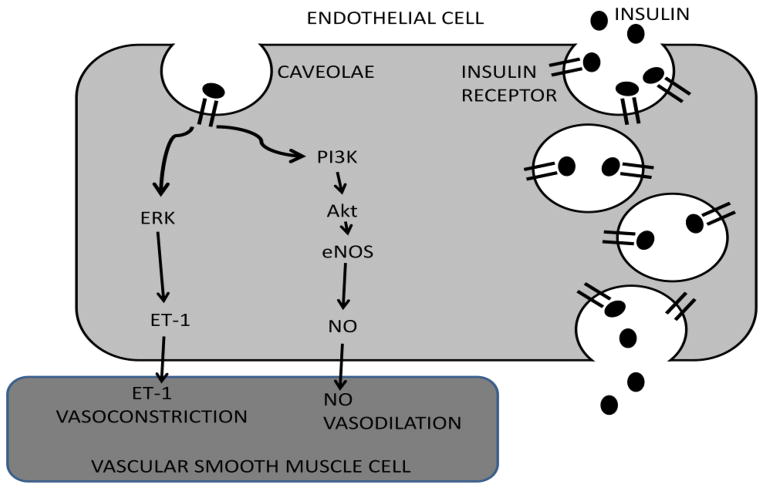 ENDOTHELIAL CELL
INSULIN
CAVEOLAE
INSULIN
RECEPTOR
PI3K
ERK
Akt
eNOS
ET-1
NO
ET-1
VASOCONSTRICTION
NO
VASODILATION
VASCULAR SMOOTH MUSCLE CELL